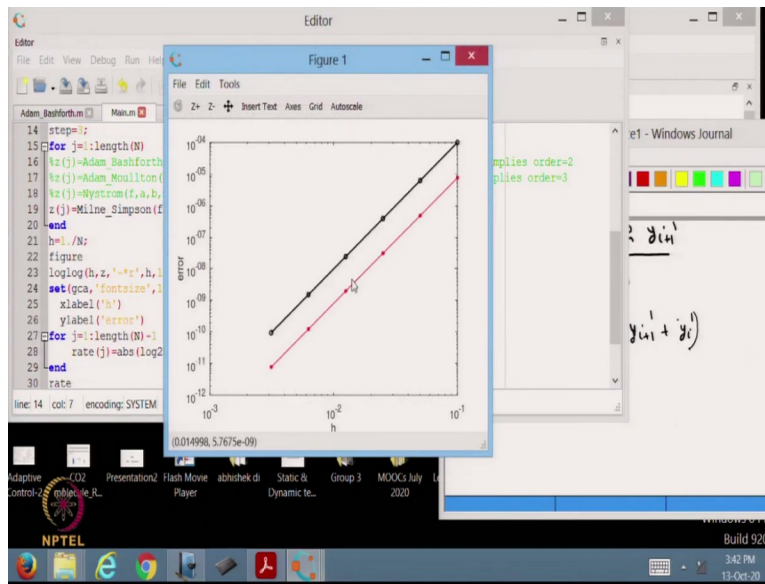 Editor
Editor
File Edit View Debug Run Help
Adam_Bashforth.m
Main.m
14 step=3;
15 for j=1:length(N)
16 %z(j)=Adam_Bashforth
17 %z(j)=Adam_Moullton(
18 %z(j)=Nystrom(f,a,b,
19 z(j)=Milne_Simpson(f
20 end
21 h=1./N;
22 figure
23 loglog(h,z,'-*r',h,
24 set(gca,'fontsize',1
25 xlabel('h')
26 ylabel('error')
27 for j=1:length(N)-1
28 rate(j)=abs(log2
29 end
30 rate
mplies order=2
plies order=3
line: 14 col: 7 encoding: SYSTEM
Figure 1
File Edit Tools
Z+ Z- Insert Text Axes Grid Autoscale
10^-04
10^-05
10^-06
10^-07
10^-08
10^-09
10^-10
10^-11
10^-12
error
10^-3 10^-2 10^-1
h
(0.014998, 5.7675e-09)
e1 - Windows Journal
y'i+1
y'i+1 + y'i)
Adaptive Control-2
CO2 molecule_R...
Presentation2
Flash Movie Player
abhishek di
Static & Dynamic te...
Group 3
MOOCs July 2020
NPTEL
Build 920
3:42 PM
13-Oct-20